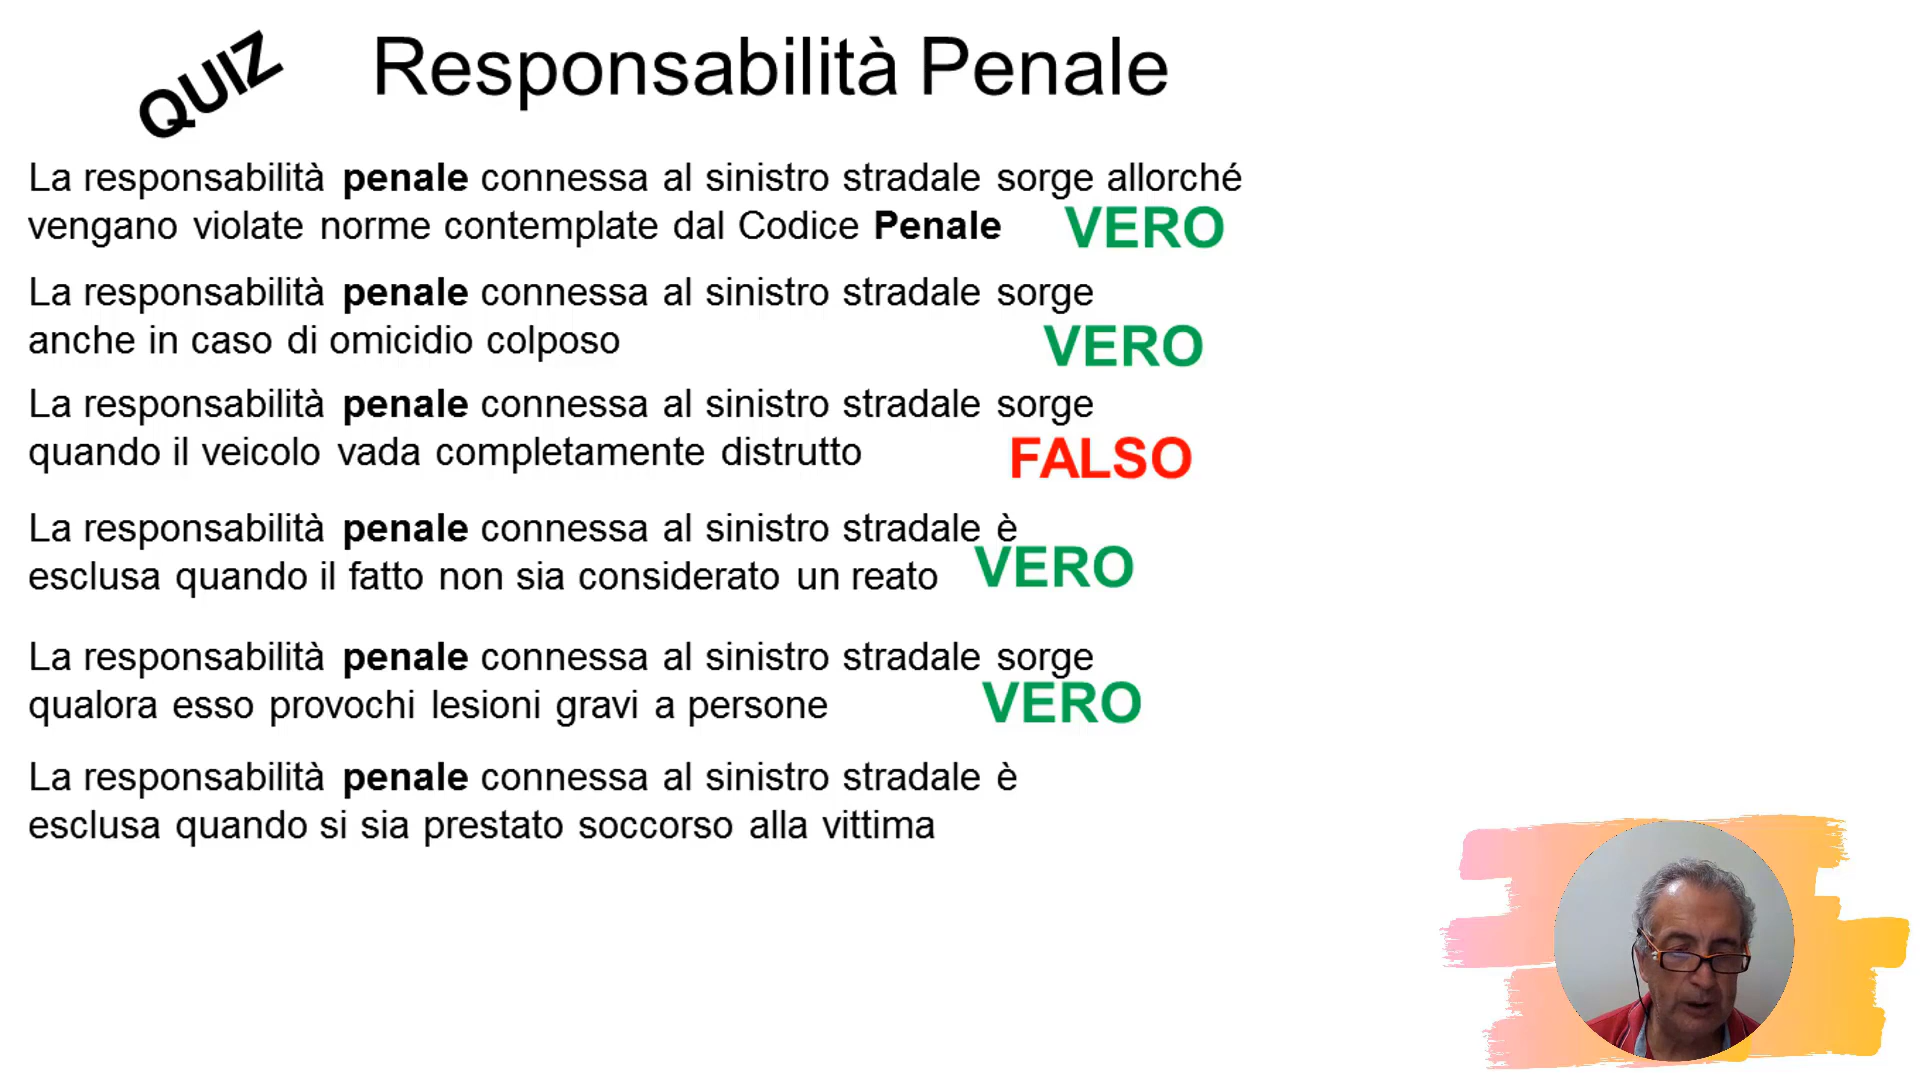 QUIZ
Responsabilità Penale
La responsabilità penale connessa al sinistro stradale sorge allorché
vengano violate norme contemplate dal Codice Penale
VERO
La responsabilità penale connessa al sinistro stradale sorge
anche in caso di omicidio colposo
VERO
La responsabilità penale connessa al sinistro stradale sorge
quando il veicolo vada completamente distrutto
FALSO
La responsabilità penale connessa al sinistro stradale è
esclusa quando il fatto non sia considerato un reato
VERO
La responsabilità penale connessa al sinistro stradale sorge
qualora esso provochi lesioni gravi a persone
VERO
La responsabilità penale connessa al sinistro stradale è
esclusa quando si sia prestato soccorso alla vittima